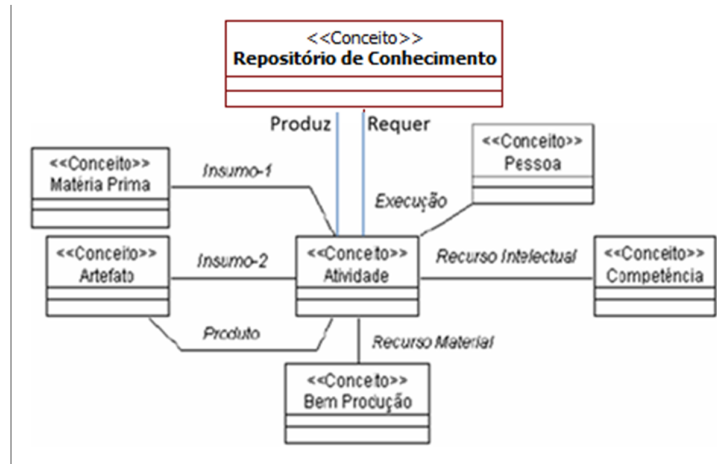 <<Conceito>>
Repositório de Conhecimento
Produz
Requer
<<Conceito>>
Matéria Prima
Insumo-1
<<Conceito>>
Pessoa
Execução
<<Conceito>>
Artefato
Insumo-2
<<Conceito>>
Atividade
Recurso Intelectual
<<Conceito>>
Competência
Produto
Recurso Material
<<Conceito>>
Bem Produção